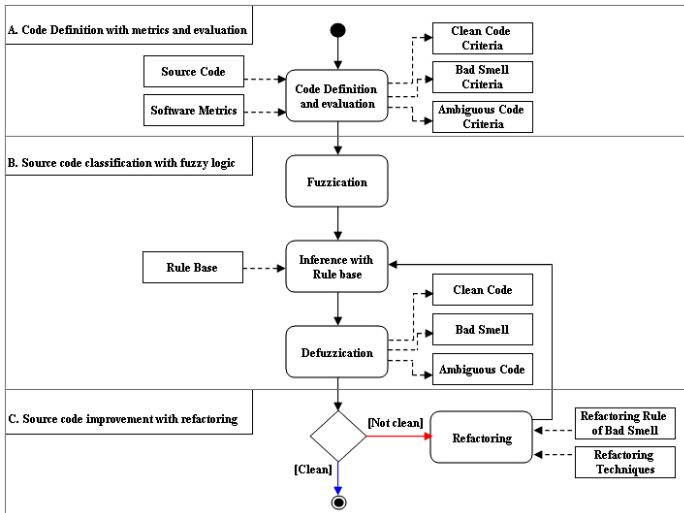 A. Code Definition with metrics and evaluation
Clean Code
Criteria
Source Code
Bad Smell
Criteria
Code Definition
and evaluation
Software Metrics
Ambiguous Code
Criteria
B. Source code classification with fuzzy logic
Fuzzication
Rule Base
Inference with
Rule base
Clean Code
Bad Smell
Defuzzication
Ambiguous Code
C. Source code improvement with refactoring
[Not clean]
Refactoring
Refactoring Rule
of Bad Smell
Refactoring
Techniques
[Clean]